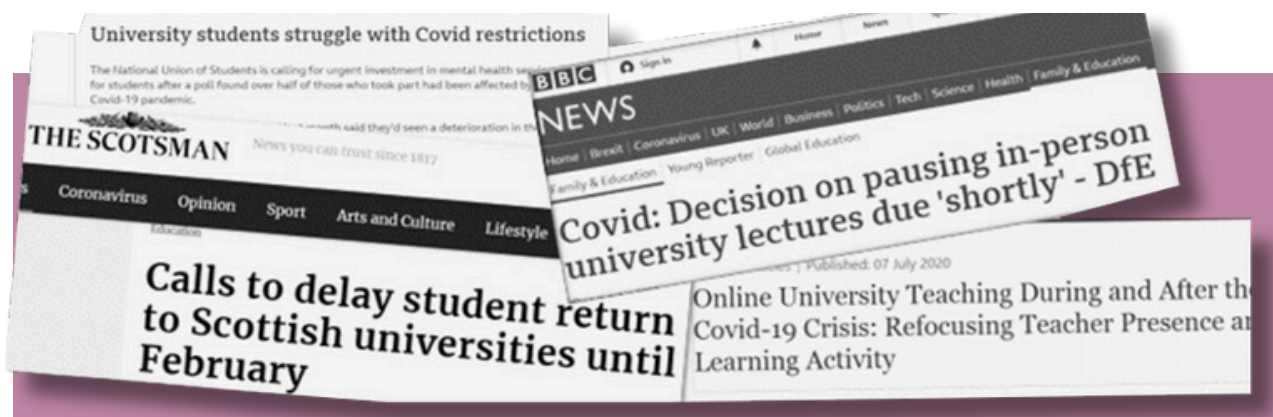 University students struggle with Covid restrictions
The National Union of Students is calling for urgent investment in mental health
for students after a poll found over half of those who took part had been affected by
Covid-19 pandemic.
said they'd seen a deterioration in
THE SCOTSMAN
News you can trust since 1817
Coronavirus Opinion Sport Arts and Culture Lifestyle
Education
Calls to delay student return
to Scottish universities until
February
BBC Sign in Home News
NEWS
Home Brexit Coronavirus UK World Business Politics Tech Science Health Family & Education
Family & Education Young Reporter Global Education
Covid: Decision on pausing in-person
university lectures due 'shortly' - DfE
Published: 07 July 2020
Online University Teaching During and After
Covid-19 Crisis: Refocusing Teacher Presence
Learning Activity